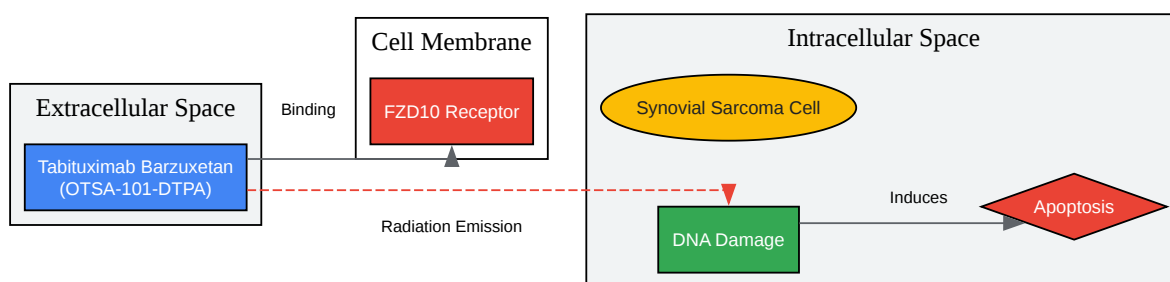 Extracellular Space
Tabituximab Barzuxetan
(OTSA-101-DTPA)
Binding
Cell Membrane
FZD10 Receptor
Radiation Emission
Intracellular Space
Synovial Sarcoma Cell
DNA Damage
Induces
Apoptosis